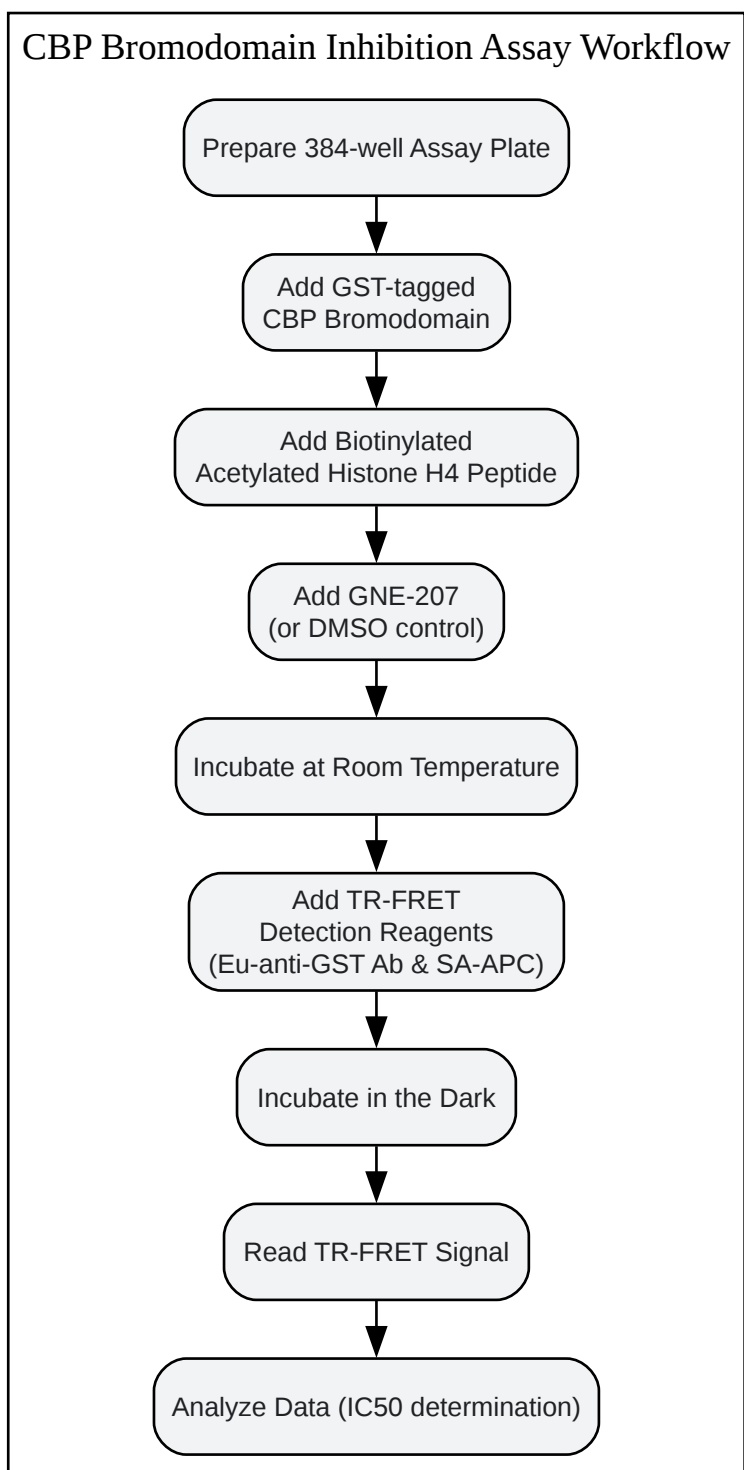 CBP Bromodomain Inhibition Assay Workflow
Prepare 384-well Assay Plate
Add GST-tagged
CBP Bromodomain
Add Biotinylated
Acetylated Histone H4 Peptide
Add GNE-207
(or DMSO control)
Incubate at Room Temperature
Add TR-FRET
Detection Reagents
(Eu-anti-GST Ab & SA-APC)
Incubate in the Dark
Read TR-FRET Signal
Analyze Data (IC50 determination)